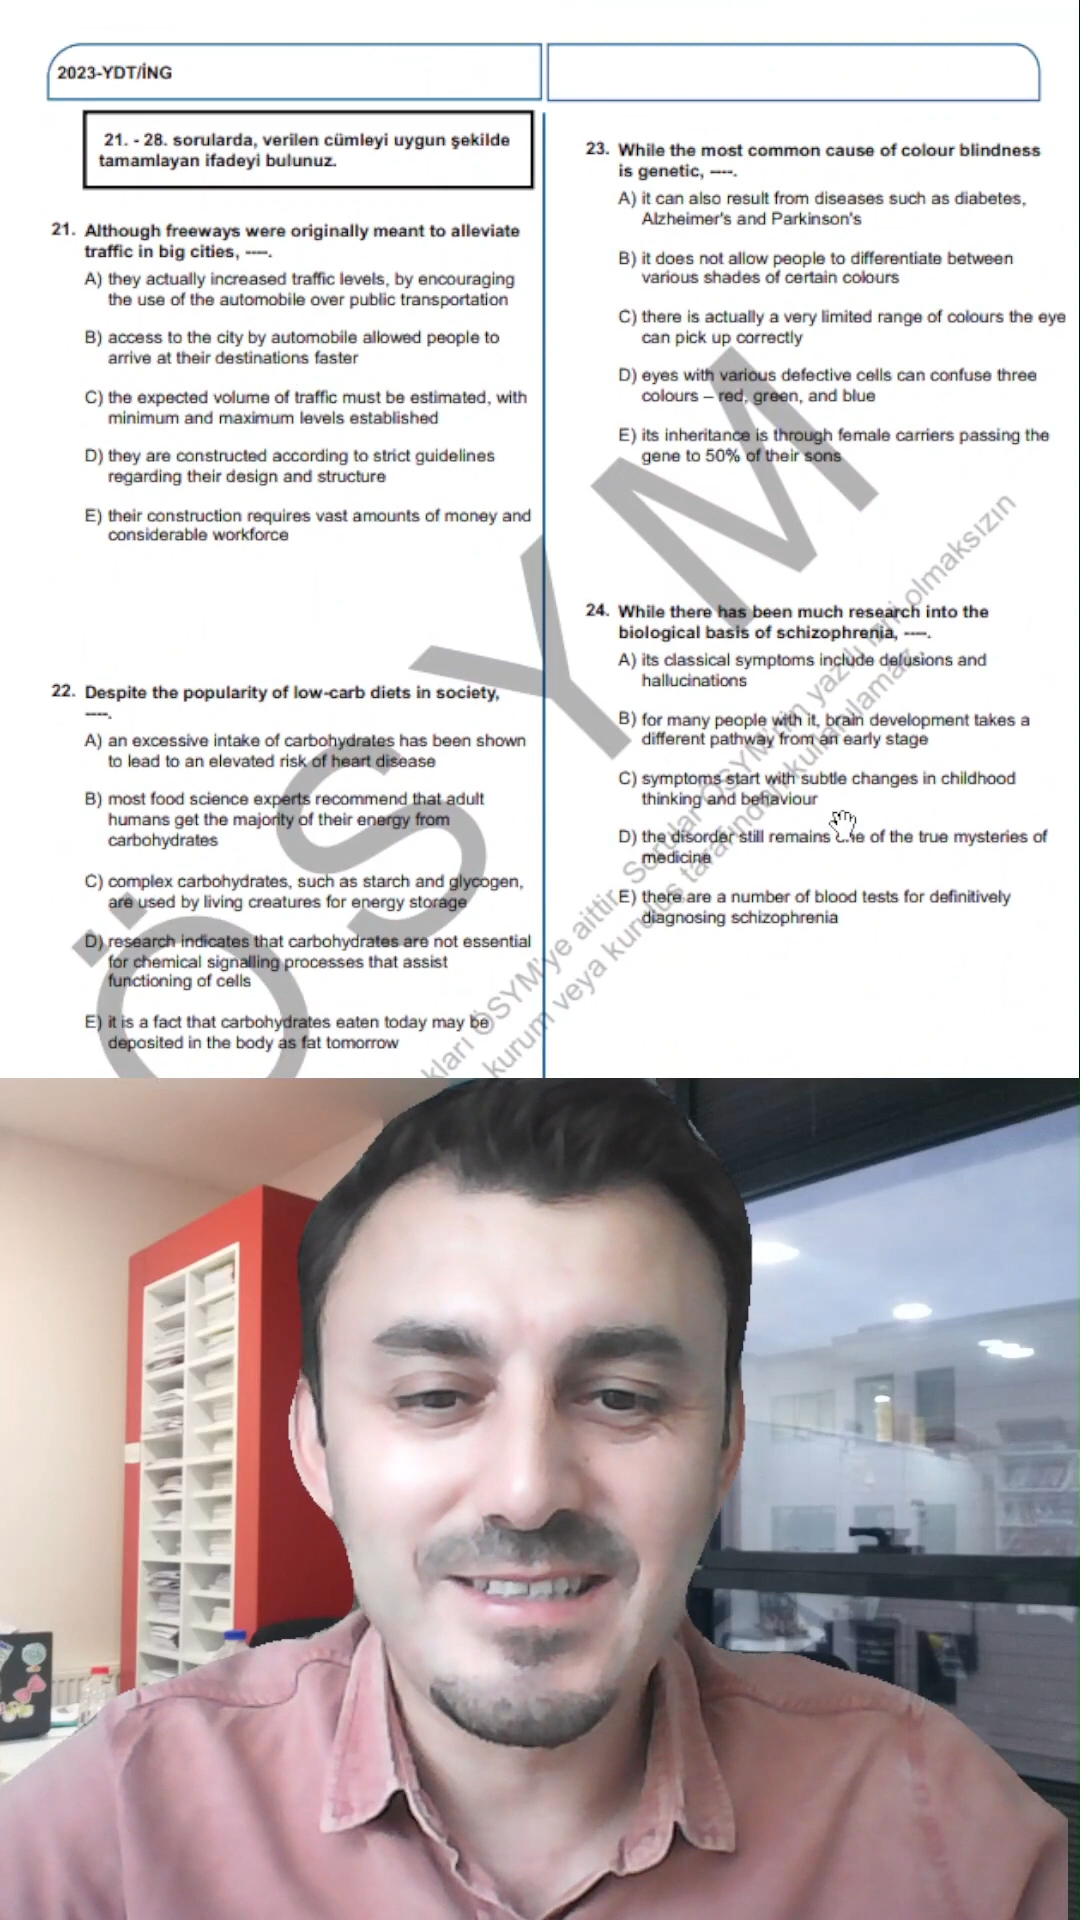 2023-YDT/İNG
21. - 28. sorularda, verilen cümleyi uygun şekilde
tamamlayan ifadeyi bulunuz.
21. Although freeways were originally meant to alleviate
traffic in big cities, ----.
A) they actually increased traffic levels, by encouraging
the use of the automobile over public transportation
B) access to the city by automobile allowed people to
arrive at their destinations faster
C) the expected volume of traffic must be estimated, with
minimum and maximum levels established
D) they are constructed according to strict guidelines
regarding their design and structure
E) their construction requires vast amounts of money and
considerable workforce
22. Despite the popularity of low-carb diets in society,
----.
A) an excessive intake of carbohydrates has been shown
to lead to an elevated risk of heart disease
B) most food science experts recommend that adult
humans get the majority of their energy from
carbohydrates
C) complex carbohydrates, such as starch and glycogen,
are used by living creatures for energy storage
D) research indicates that carbohydrates are not essential
for chemical signalling processes that assist
functioning of cells
E) it is a fact that carbohydrates eaten today may be
deposited in the body as fat tomorrow
23. While the most common cause of colour blindness
is genetic, ----.
A) it can also result from diseases such as diabetes,
Alzheimer's and Parkinson's
B) it does not allow people to differentiate between
various shades of certain colours
C) there is actually a very limited range of colours the eye
can pick up correctly
D) eyes with various defective cells can confuse three
colours – red, green, and blue
E) its inheritance is through female carriers passing the
gene to 50% of their sons
24. While there has been much research into the
biological basis of schizophrenia, ----.
A) its classical symptoms include delusions and
hallucinations
B) for many people with it, brain development takes a
different pathway from an early stage
C) symptoms start with subtle changes in childhood
thinking and behaviour
D) the disorder still remains one of the true mysteries of
medicine
E) there are a number of blood tests for definitively
diagnosing schizophrenia
ÖSYM
ÖSYM'ye aittir. Sorular ÖSYM'nin yazılı izni olmaksızın
kurum veya kuruluş tarafından kullanılamaz.